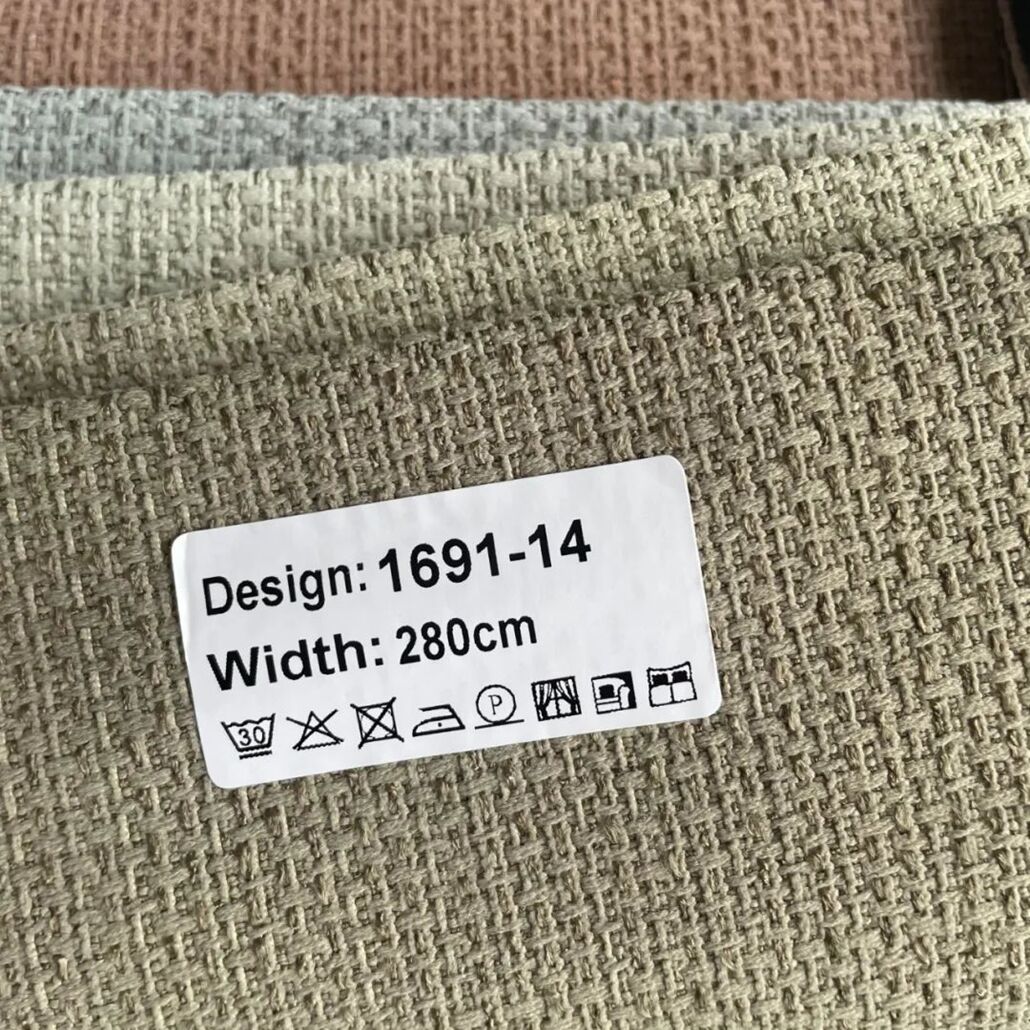 Design: 1691-14
Width: 280cm
30 P